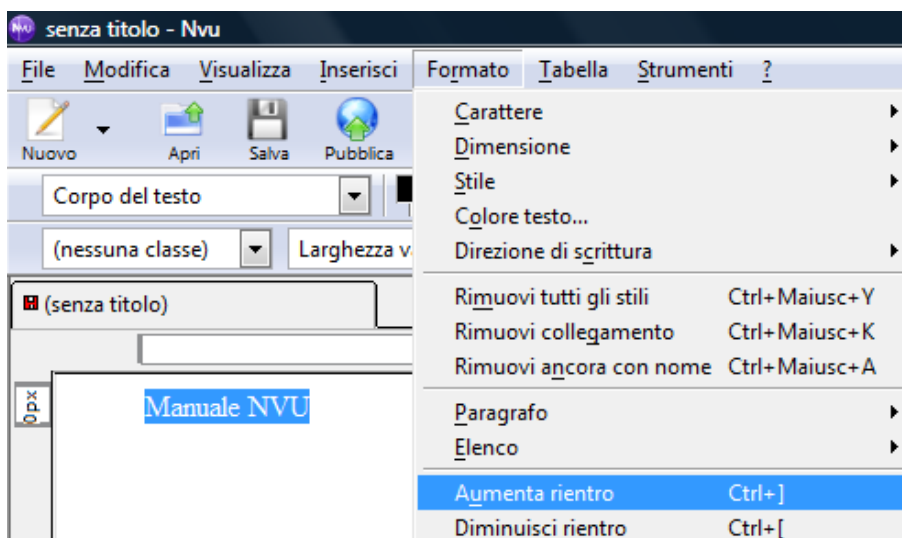 senza titolo - Nvu
File Modifica Visualizza Inserisci Formato Tabella Strumenti ?
Nuovo Apri Salva Pubblica
Corpo del testo
(nessuna classe) Larghezza v
(senza titolo)
0px
Manuale NVU
Carattere
Dimensione
Stile
Colore testo...
Direzione di scrittura
Rimuovi tutti gli stili Ctrl+Maiusc+Y
Rimuovi collegamento Ctrl+Maiusc+K
Rimuovi ancora con nome Ctrl+Maiusc+A
Paragrafo
Elenco
Aumenta rientro Ctrl+]
Diminuisci rientro Ctrl+[